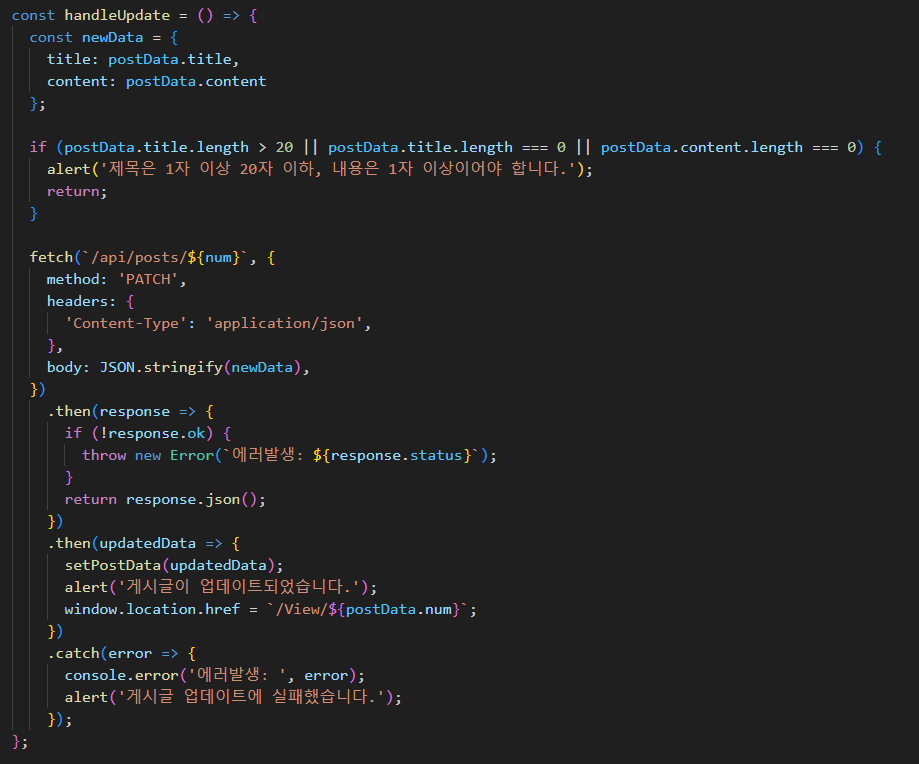 const handleUpdate = () => {
const newData = {
title: postData.title,
content: postData.content
};
if (postData.title.length > 20 || postData.title.length === 0 || postData.content.length === 0) {
alert('제목은 1자 이상 20자 이하, 내용은 1자 이상이어야 합니다.');
return;
}
fetch(`/api/posts/${num}`, {
method: 'PATCH',
headers: {
'Content-Type': 'application/json',
},
body: JSON.stringify(newData),
})
.then(response => {
if (!response.ok) {
throw new Error(`에러발생: ${response.status}`);
}
return response.json();
})
.then(updatedData => {
setPostData(updatedData);
alert('게시글이 업데이트되었습니다.');
window.location.href = `/View/${postData.num}`;
})
.catch(error => {
console.error('에러발생: ', error);
alert('게시글 업데이트에 실패했습니다.');
});
};